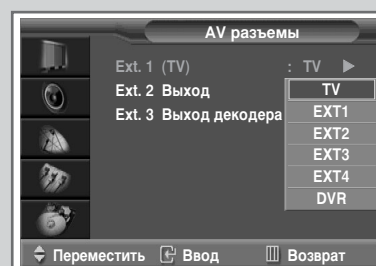 AV разъемы
Ext. 1 (TV) : TV
Ext. 2 Выход
Ext. 3 Выход декодера
TV
EXT1
EXT2
EXT3
EXT4
DVR
Переместить Ввод Возврат